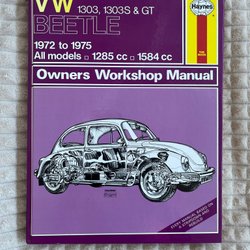 VW 1303, 1303S & GT
BEETLE
1972 to 1975
All models □ 1285 cc □ 1584 cc
Haynes
Owners Workshop Manual